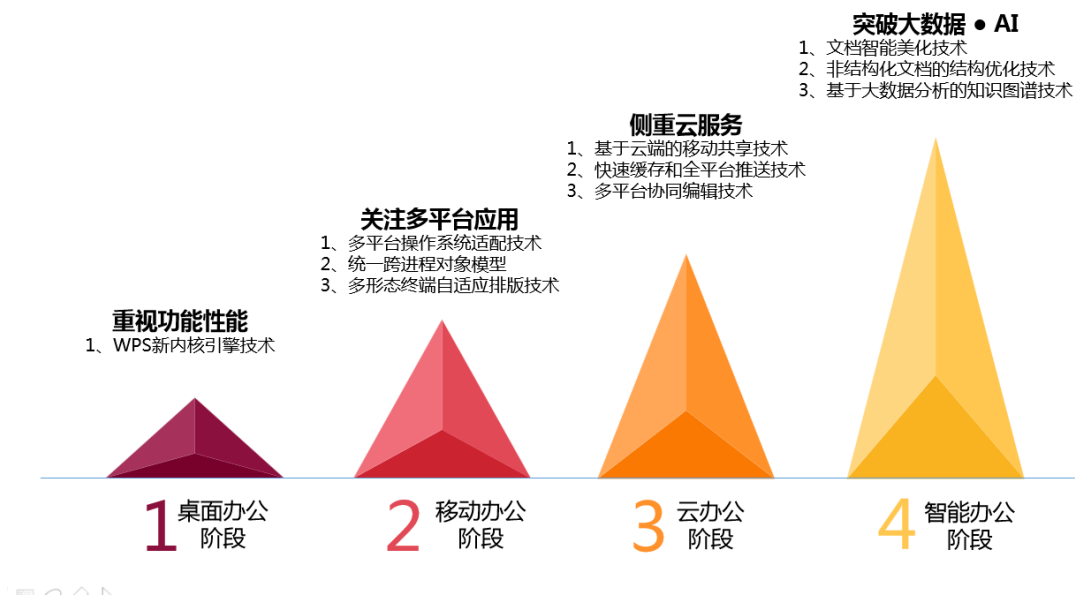 突破大数据 • AI
1、文档智能美化技术
2、非结构化文档的结构优化技术
3、基于大数据分析的知识图谱技术
侧重云服务
1、基于云端的移动共享技术
2、快速缓存和全平台推送技术
3、多平台协同编辑技术
关注多平台应用
1、多平台操作系统适配技术
2、统一跨进程对象模型
3、多形态终端自适应排版技术
重视功能性能
1、WPS新内核引擎技术
1 桌面办公
阶段
2 移动办公
阶段
3 云办公
阶段
4 智能办公
阶段